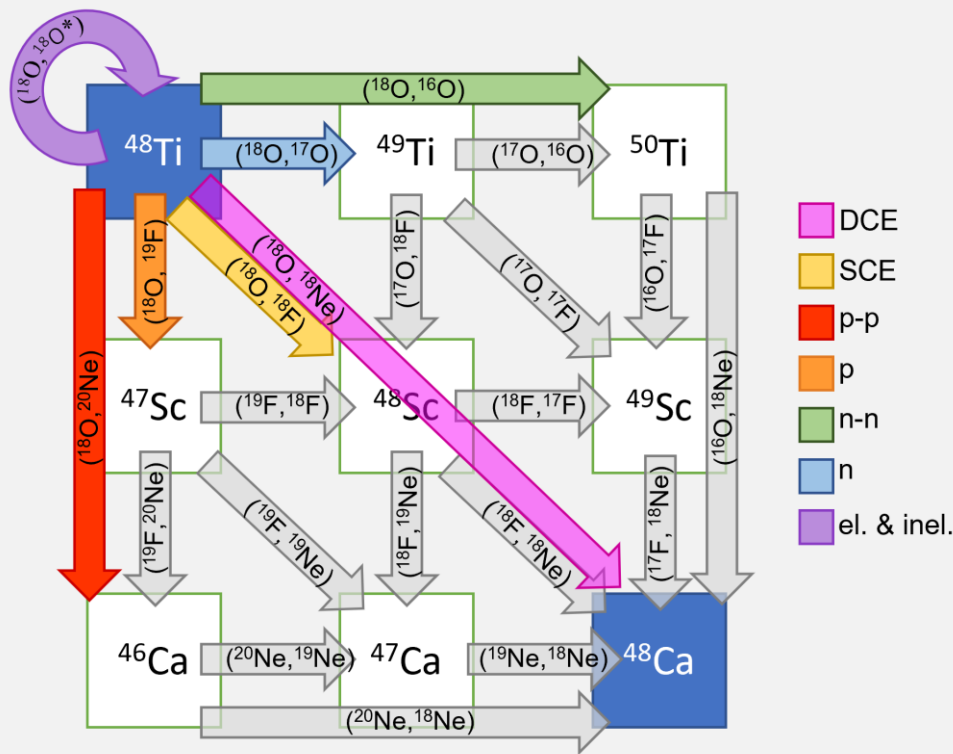 (¹⁸O, ¹⁸O*)
(¹⁸O,¹⁶O)
⁴⁸Ti
(¹⁸O,¹⁷O)
⁴⁹Ti
(¹⁷O,¹⁶O)
⁵⁰Ti
(¹⁸O, ¹⁹F)
(¹⁸O,¹⁸F)
(¹⁸O,¹⁸Ne)
(¹⁷O,¹⁸F)
(¹⁷O,¹⁷F)
(¹⁶O,¹⁷F)
DCE
SCE
p-p
p
n-n
n
el. & inel.
(¹⁸O,²⁰Ne)
⁴⁷Sc
(¹⁹F,¹⁸F)
⁴⁸Sc
(¹⁸F,¹⁷F)
⁴⁹Sc
(¹⁶O,¹⁸Ne)
(¹⁹F,²⁰Ne)
(¹⁹F,¹⁹Ne)
(¹⁸F,¹⁹Ne)
(¹⁸F,¹⁸Ne)
(¹⁷F,¹⁸Ne)
⁴⁶Ca
(²⁰Ne,¹⁹Ne)
⁴⁷Ca
(¹⁹Ne,¹⁸Ne)
⁴⁸Ca
(²⁰Ne,¹⁸Ne)